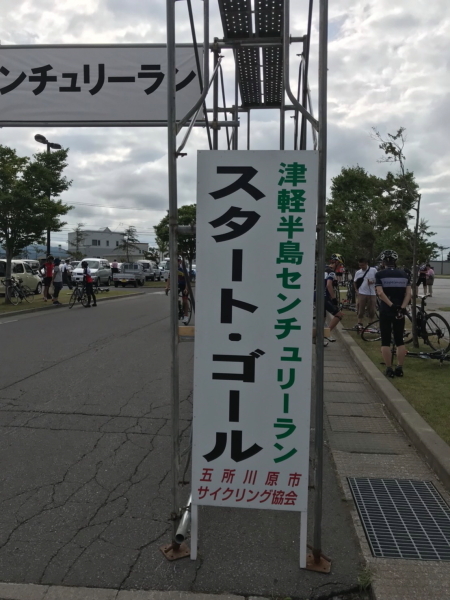 ンチュリーラン
津軽半島センチュリーラン
スタート・ゴール
五所川原市
サイクリング協会